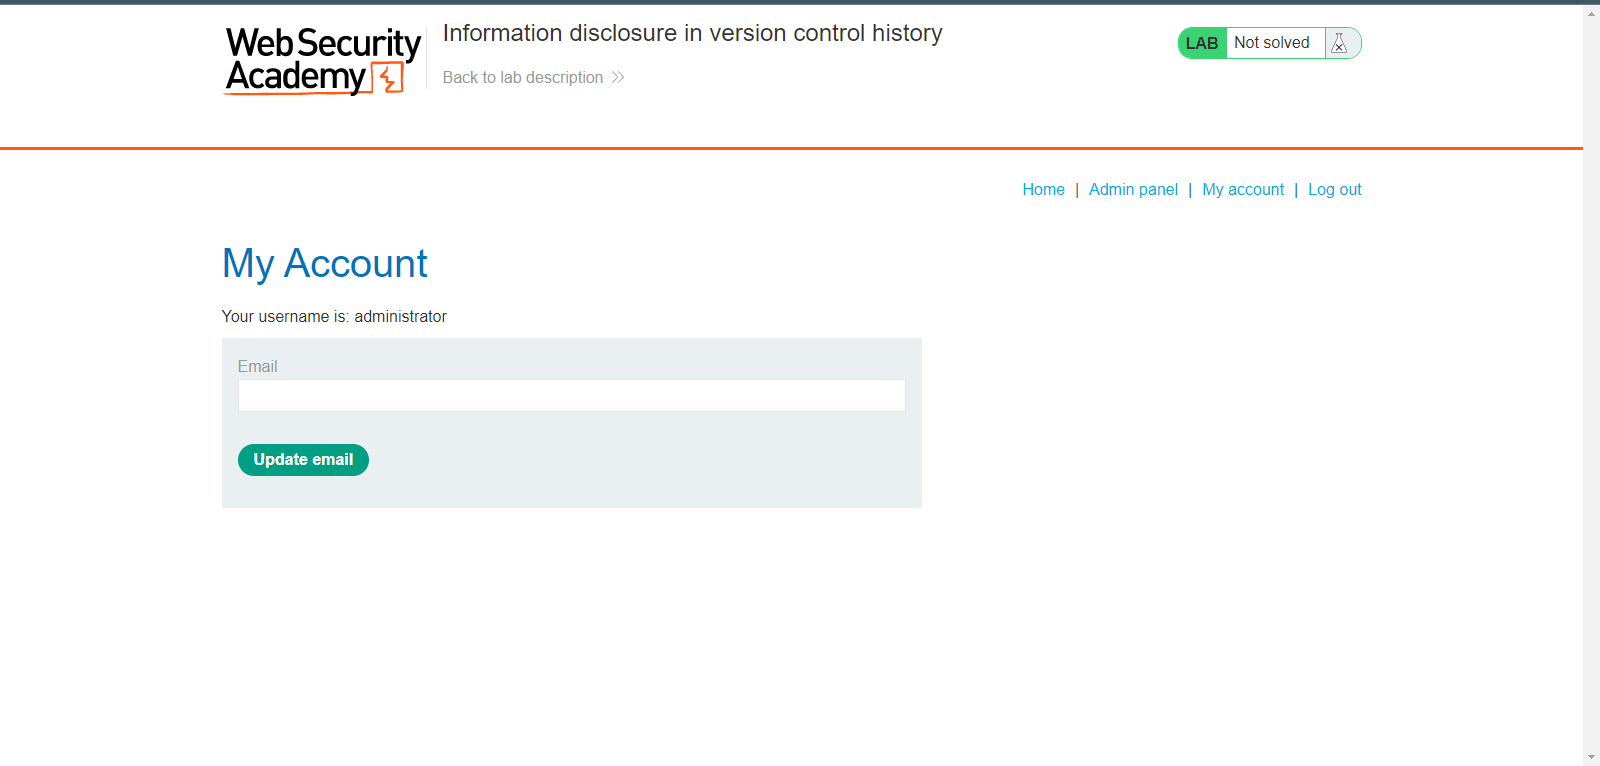 Web Security
Academy
Information disclosure in version control history
Back to lab description
LAB Not solved
Home | Admin panel | My account | Log out
My Account
Your username is: administrator
Email
Update email